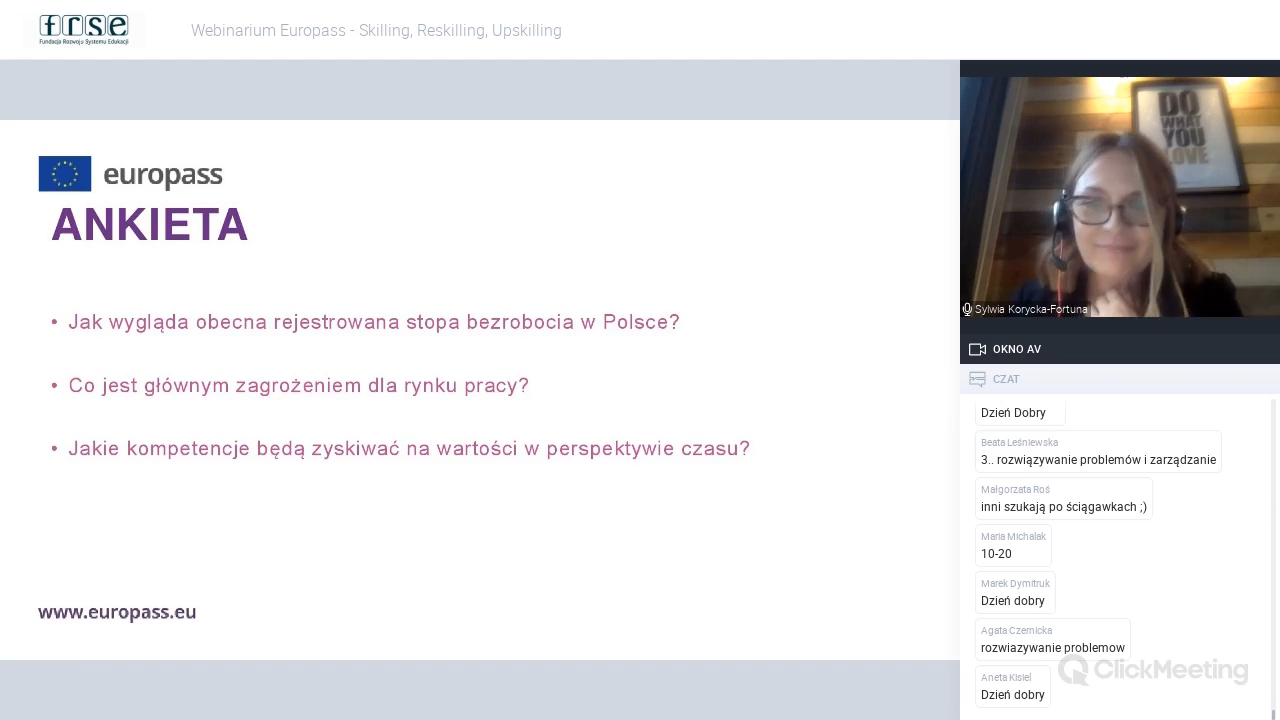 frse
Fundacja Rozwoju Systemu Edukacji
Webinarium Europass - Skilling, Reskilling, Upskilling
europass
ANKIETA
• Jak wygląda obecna rejestrowana stopa bezrobocia w Polsce?
• Co jest głównym zagrożeniem dla rynku pracy?
• Jakie kompetencje będą zyskiwać na wartości w perspektywie czasu?
www.europass.eu
DO
WHAT
YOU
LOVE
Sylwia Korycka-Fortuna
OKNO AV
CZAT
Dzień Dobry
Beata Leśniewska
3.. rozwiązywanie problemów i zarządzanie
Małgorzata Roś
inni szukają po ściągawkach ;)
Maria Michalak
10-20
Marek Dymitruk
Dzień dobry
Agata Czernicka
rozwiazywanie problemow
Aneta Kisiel
Dzień dobry
ClickMeeting